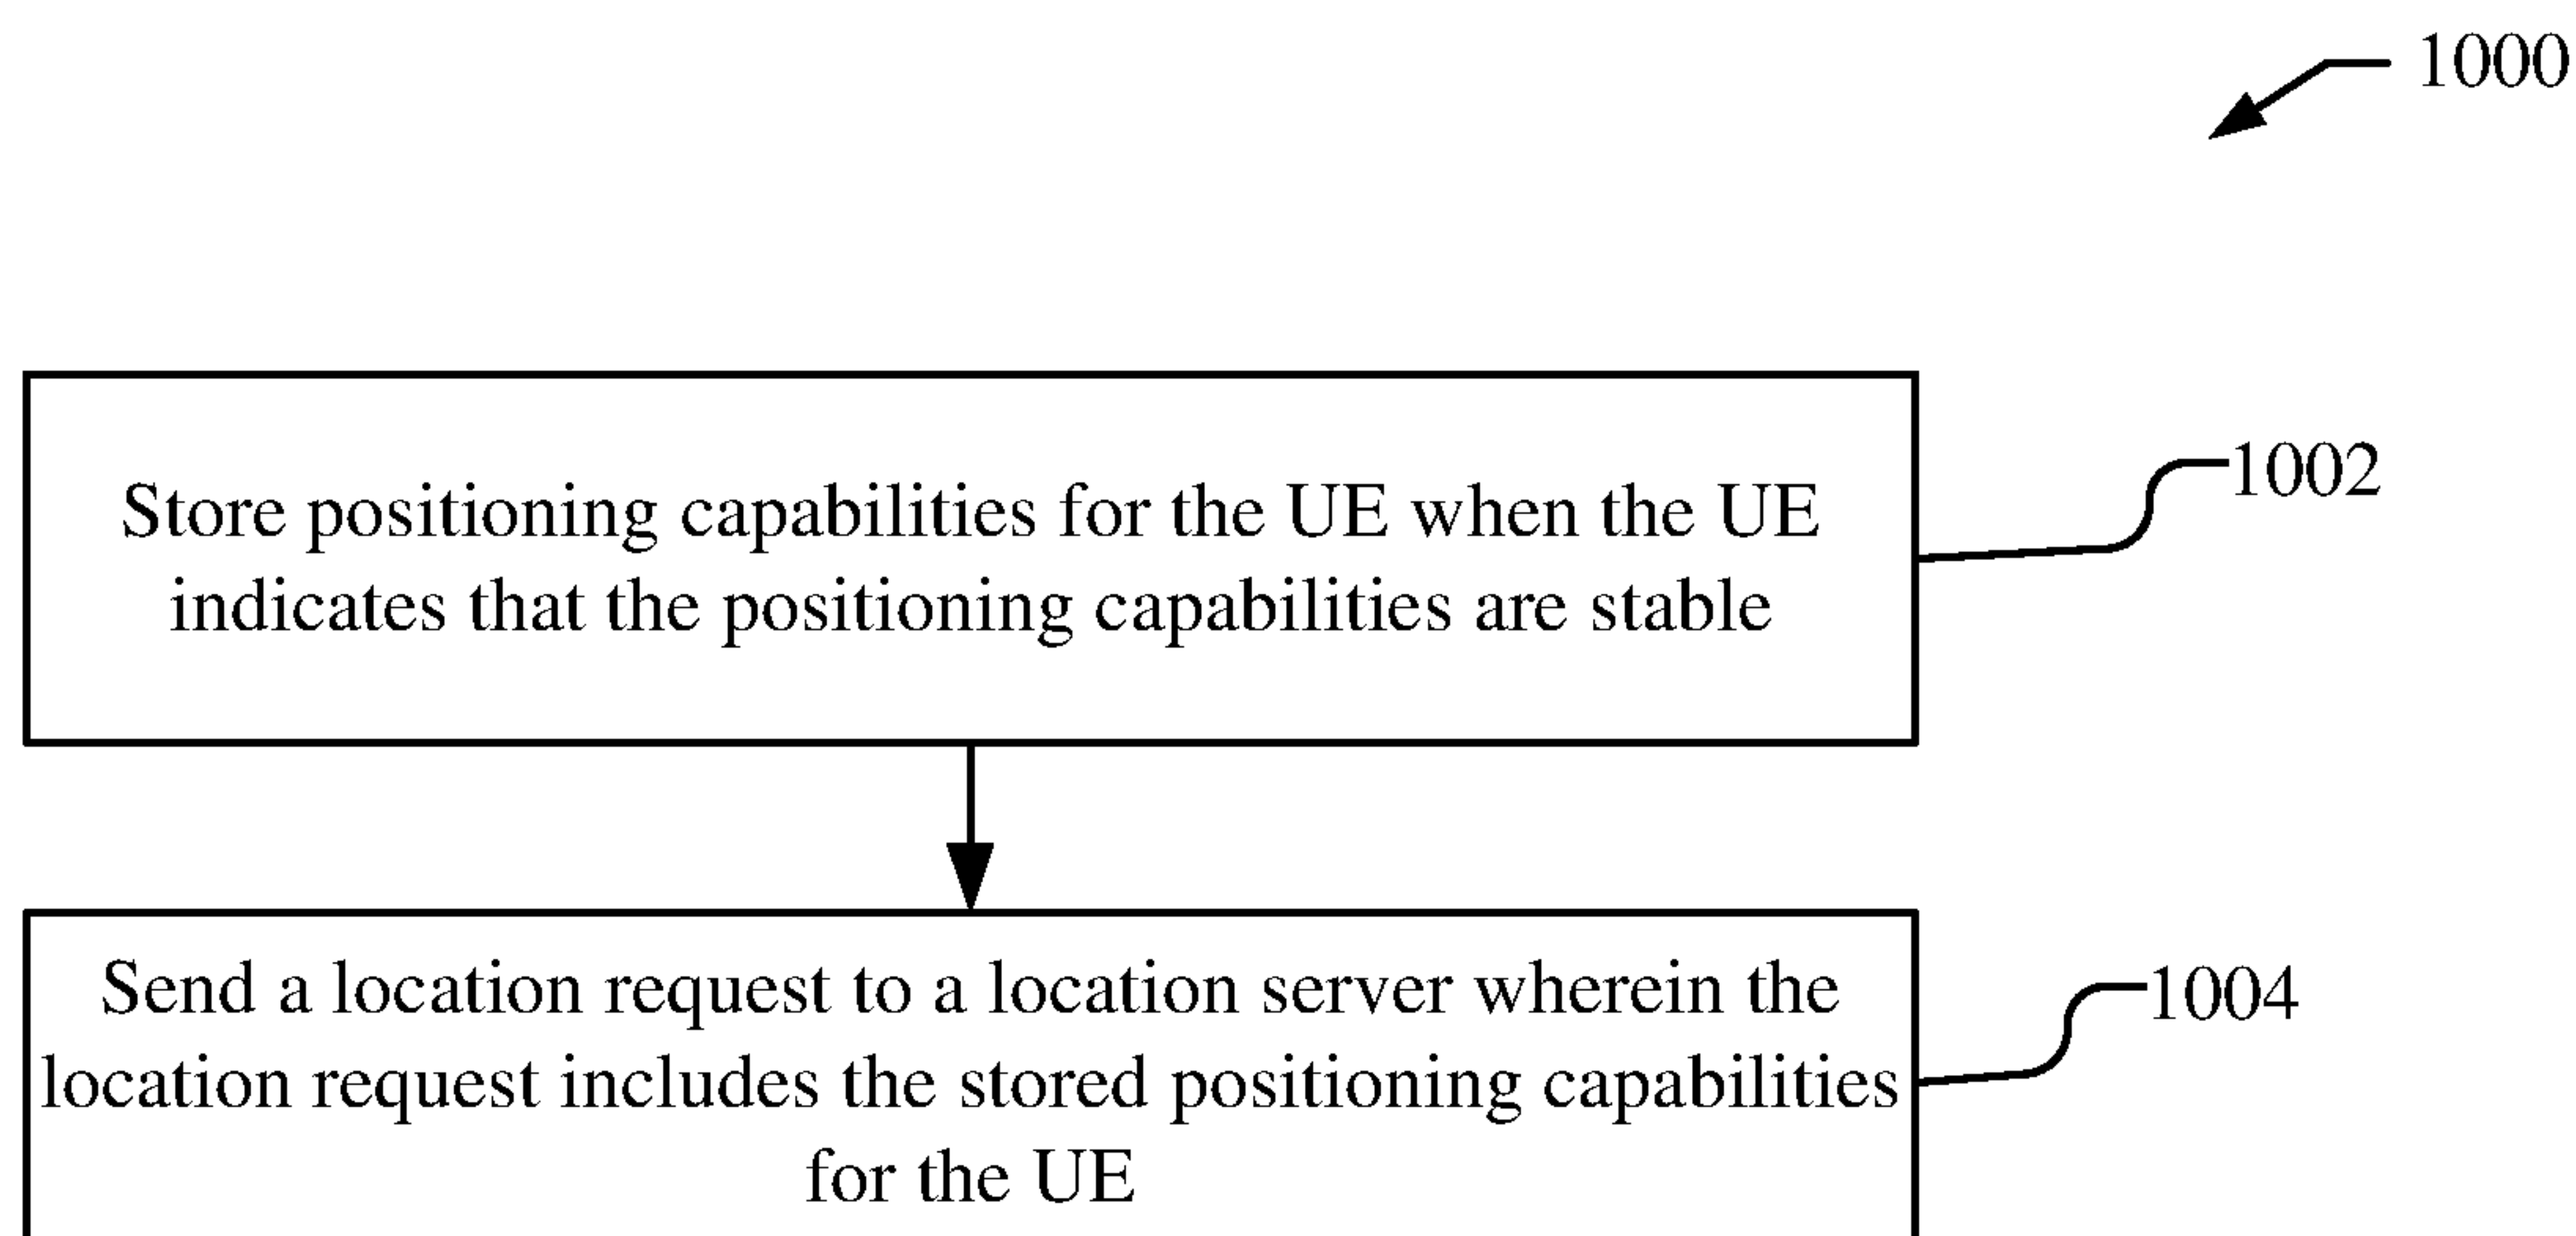 1000
Store positioning capabilities for the UE when the UE
indicates that the positioning capabilities are stable
1002
Send a location request to a location server wherein the
location request includes the stored positioning capabilities
for the UE
1004